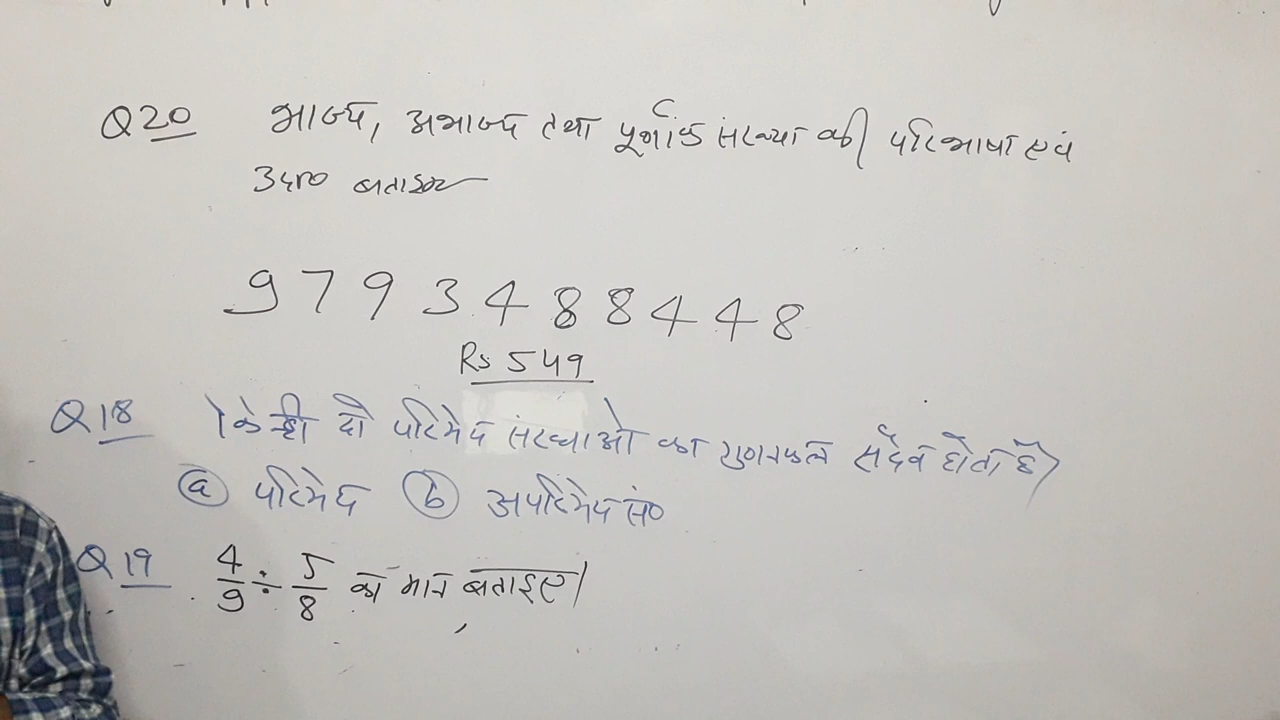 Q20 भाज्य, अभाज्य तथा पूर्णांक संख्या की परिभाषा एवं
उदा० बताइए
9793488448
Rs 549
Q18 किन्ही दो परिमेय संख्याओ का गुणनफल सदैव होता है
(a) परिमेय (b) अपरिमेय सं०
Q19 4/9 ÷ 5/8 का मान बताइए।